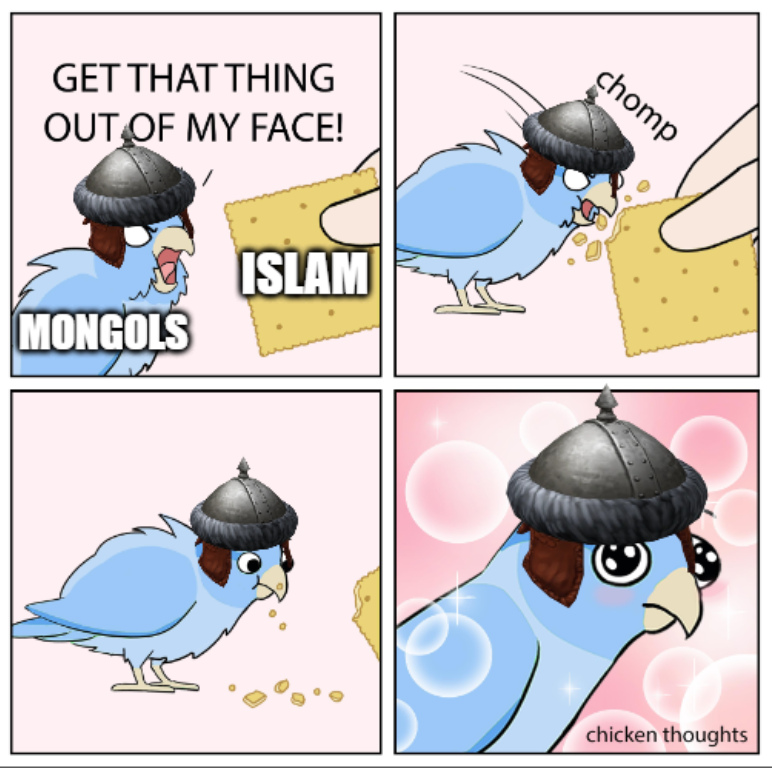 GET THAT THING
OUT OF MY FACE!
ISLAM
MONGOLS
chomp
chicken thoughts